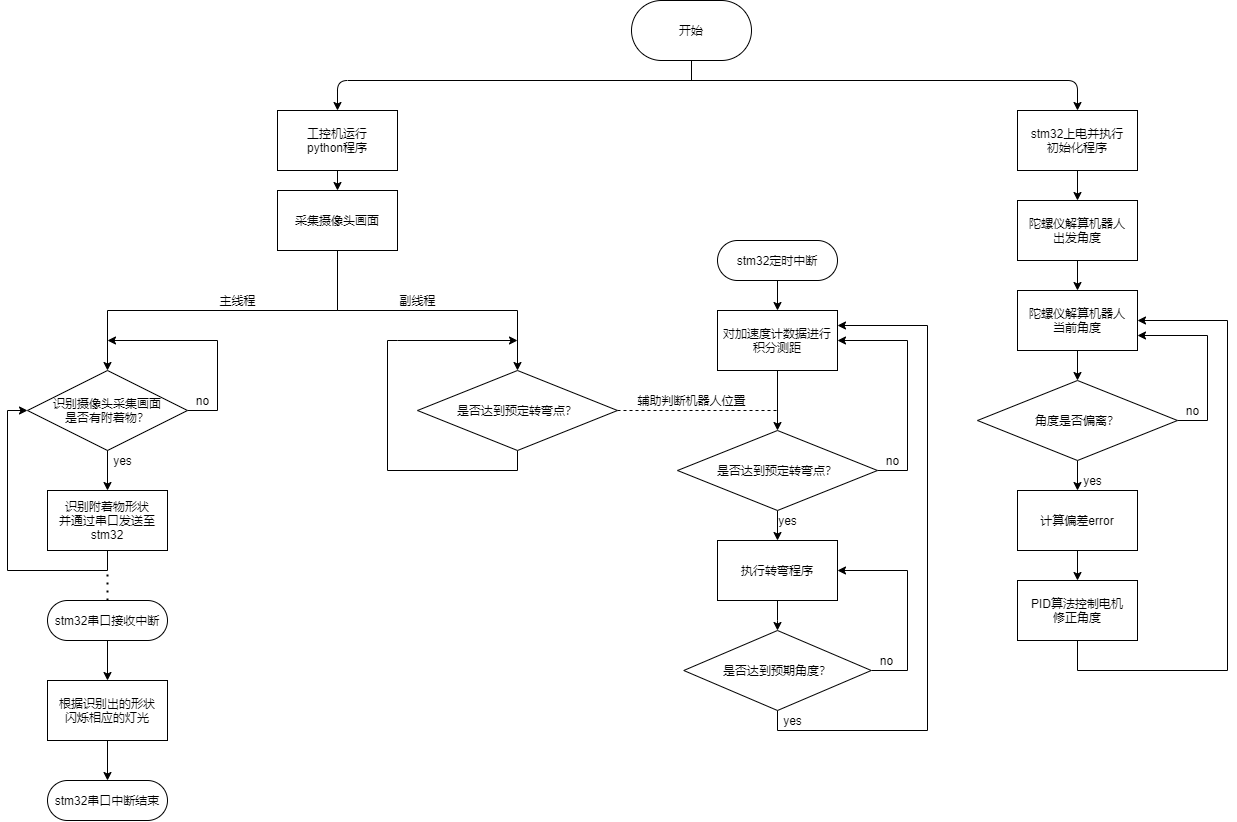 开始
工控机运行
python程序
采集摄像头画面
主线程
副线程
识别摄像头采集画面
是否有附着物?
no
yes
识别附着物形状
并通过串口发送至
stm32
stm32串口接收中断
根据识别出的形状
闪烁相应的灯光
stm32串口中断结束
是否达到预定转弯点?
辅助判断机器人位置
stm32定时中断
对加速度计数据进行
积分测距
是否达到预定转弯点?
no
yes
执行转弯程序
是否达到预期角度?
no
yes
stm32上电并执行
初始化程序
陀螺仪解算机器人
出发角度
陀螺仪解算机器人
当前角度
角度是否偏离?
no
yes
计算偏差error
PID算法控制电机
修正角度